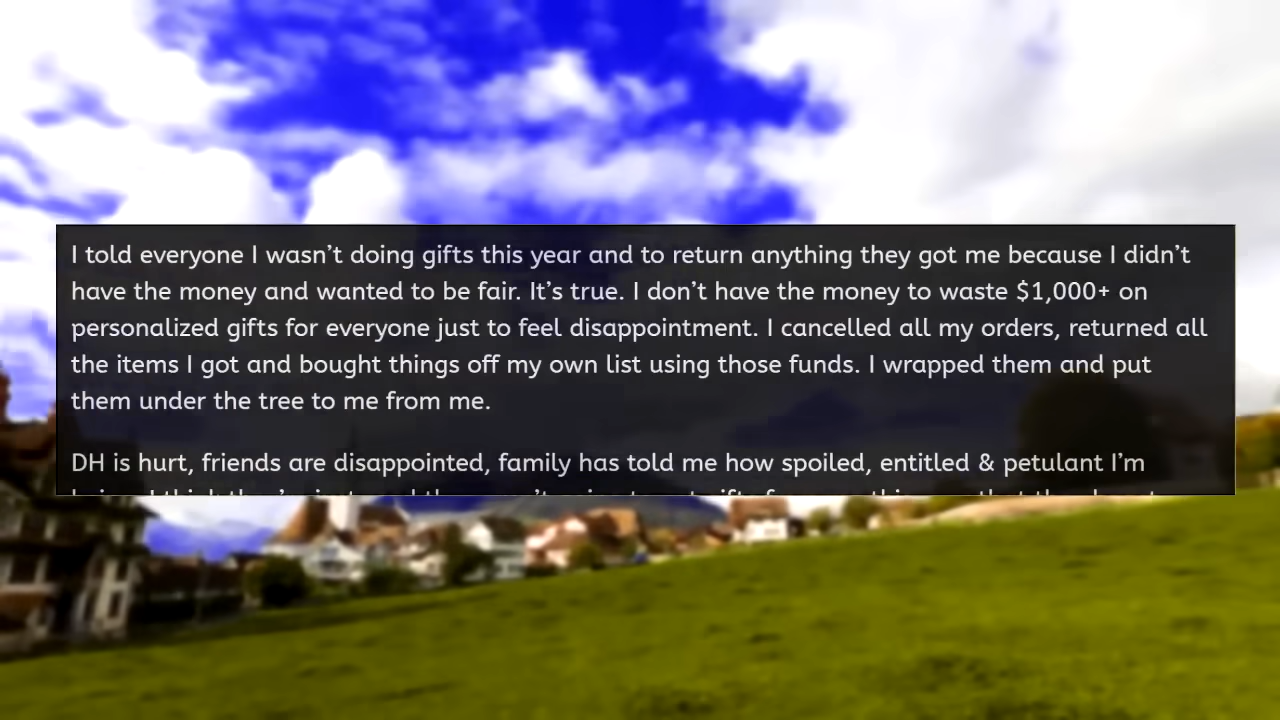 I told everyone I wasn’t doing gifts this year and to return anything they got me because I didn’t
have the money and wanted to be fair. It’s true. I don’t have the money to waste $1,000+ on
personalized gifts for everyone just to feel disappointment. I cancelled all my orders, returned all
the items I got and bought things off my own list using those funds. I wrapped them and put
them under the tree to me from me.
DH is hurt, friends are disappointed, family has told me how spoiled, entitled & petulant I’m